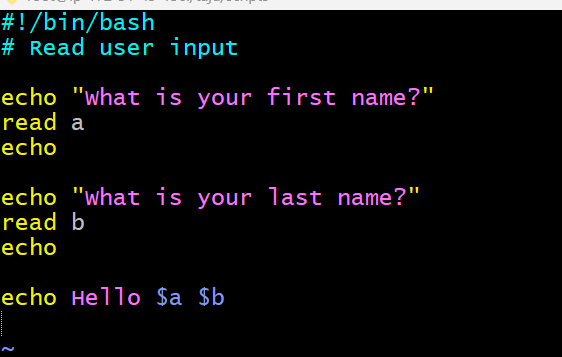 #!/bin/bash
# Read user input
echo "What is your first name?"
read a
echo
echo "What is your last name?"
read b
echo
echo Hello $a $b
~